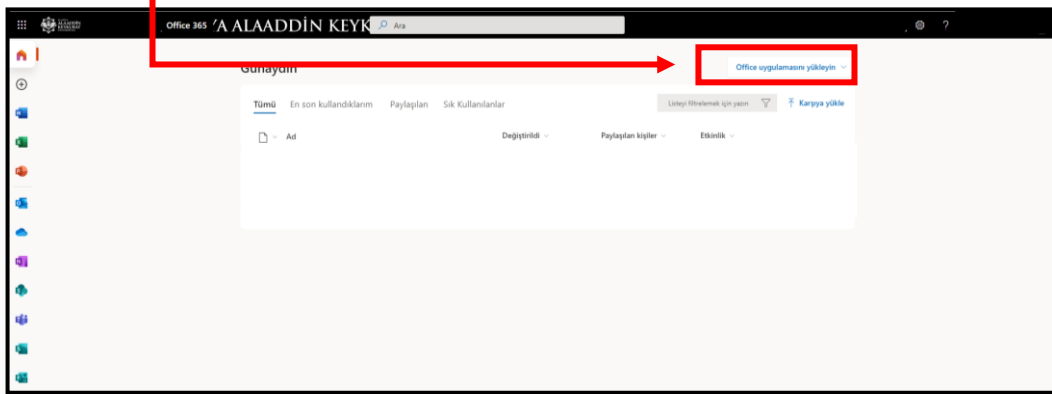 Office 365 'A ALAADDİN KEYK Ara ?
Günaydın
Office uygulamasını yükleyin
Tümü En son kullandıklarım Paylaşılan Sık Kullanılanlar
Listeyi filtrelemek için yazın Karşıya yükle
Ad Değiştirildi Paylaşılan kişiler Etkinlik